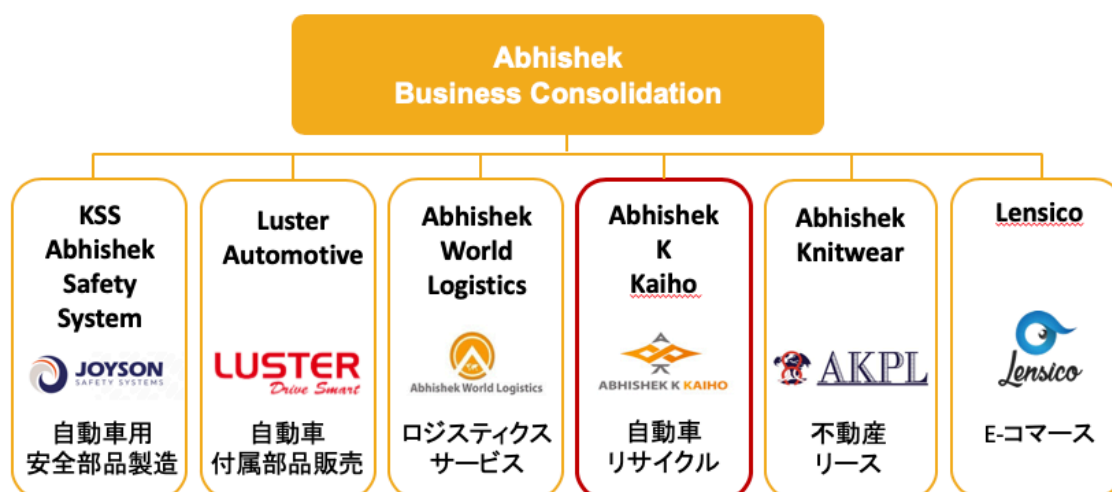 Abhishek
Business Consolidation
KSS
Abhishek
Safety
System
JOYSON
SAFETY SYSTEMS
自動車用
安全部品製造
Luster
Automotive
LUSTER
Drive Smart
自動車
付属部品販売
Abhishek
World
Logistics
Abhishek World Logistics
ロジスティクス
サービス
Abhishek
K
Kaiho
A
K
ABHISHEK K KAIHO
自動車
リサイクル
Abhishek
Knitwear
AKPL
不動産
リース
Lensico
Lensico
E-コマース